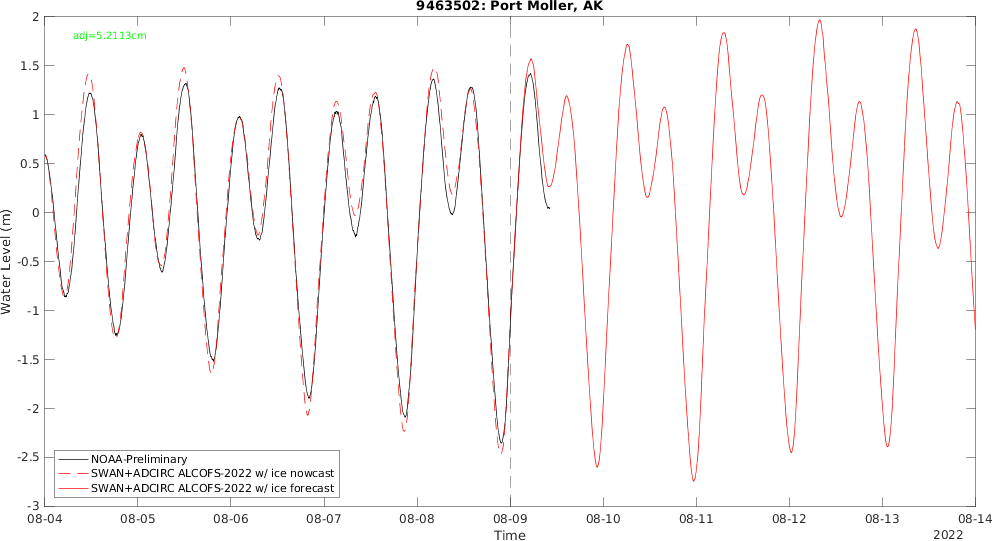 9463502: Port Moller, AK
adj=5.2113cm
2
1.5
1
0.5
0
-0.5
-1
-1.5
-2
-2.5
-3
Water Level (m)
NOAA-Preliminary
SWAN+ADCIRC ALCOFS-2022 w/ ice nowcast
SWAN+ADCIRC ALCOFS-2022 w/ ice forecast
08-04 08-05 08-06 08-07 08-08 08-09 08-10 08-11 08-12 08-13 08-14
Time
2022